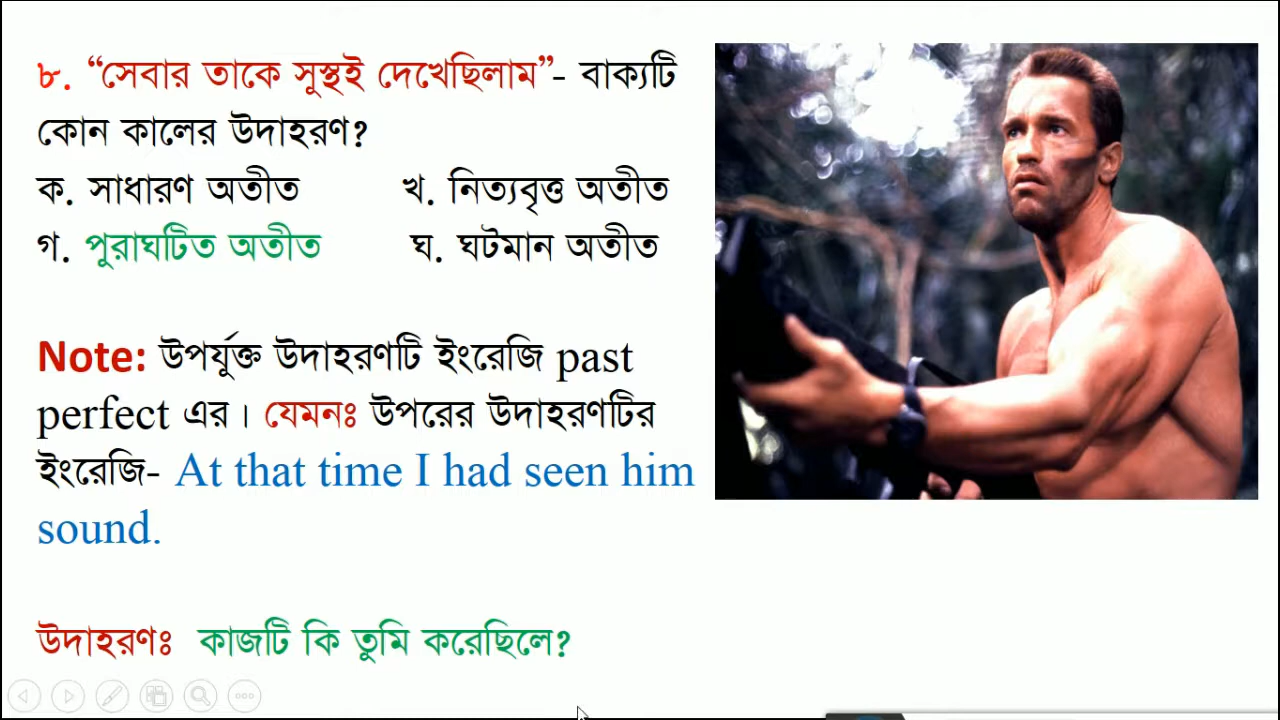 ৮. “সেবার তাকে সুস্থই দেখেছিলাম”- বাক্যটি
কোন কালের উদাহরণ?
ক. সাধারণ অতীত খ. নিত্যবৃত্ত অতীত
গ. পুরাঘটিত অতীত ঘ. ঘটমান অতীত
Note: উপর্যুক্ত উদাহরণটি ইংরেজি past
perfect এর। যেমনঃ উপরের উদাহরণটির
ইংরেজি- At that time I had seen him
sound.
উদাহরণঃ কাজটি কি তুমি করেছিলে?